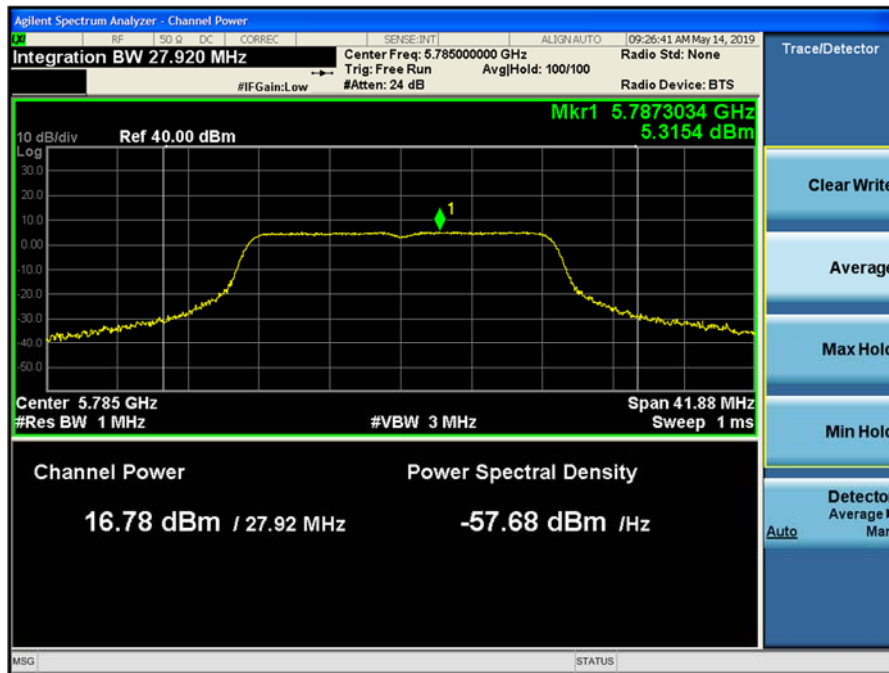 Agilent Spectrum Analyzer - Channel Power
LXI RF 50 Ω DC CORREC SENSE:INT ALIGN AUTO 09:26:41 AM May 14, 2019
Integration BW 27.920 MHz Center Freq: 5.785000000 GHz Radio Std: None
Trig: Free Run Avg|Hold: 100/100
#IFGain:Low #Atten: 24 dB Radio Device: BTS
Trace/Detector
Mkr1 5.7873034 GHz
5.3154 dBm
10 dB/div Ref 40.00 dBm
Log
30.0
20.0
10.0
0.00
-10.0
-20.0
-30.0
-40.0
-50.0
1
Center 5.785 GHz Span 41.88 MHz
#Res BW 1 MHz #VBW 3 MHz Sweep 1 ms
Channel Power Power Spectral Density
16.78 dBm / 27.92 MHz -57.68 dBm /Hz
Clear Write
Average
Max Hold
Min Hold
Detector
Average
Auto Man
MSG STATUS